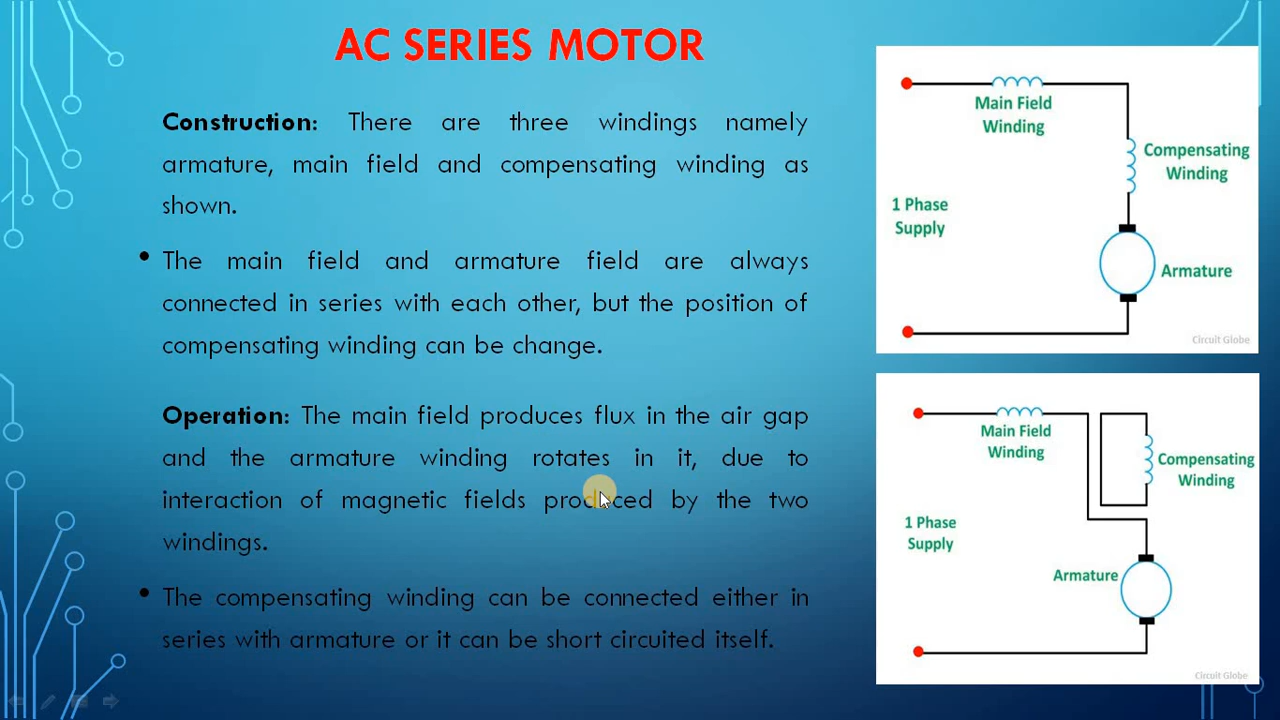 AC SERIES MOTOR
Construction: There are three windings namely
armature, main field and compensating winding as
shown.
• The main field and armature field are always
connected in series with each other, but the position of
compensating winding can be change.
Operation: The main field produces flux in the air gap
and the armature winding rotates in it, due to
interaction of magnetic fields produced by the two
windings.
• The compensating winding can be connected either in
series with armature or it can be short circuited itself.
Main Field
Winding
Compensating
Winding
1 Phase
Supply
Armature
Circuit Globe
Main Field
Winding
Compensating
Winding
1 Phase
Supply
Armature
Circuit Globe